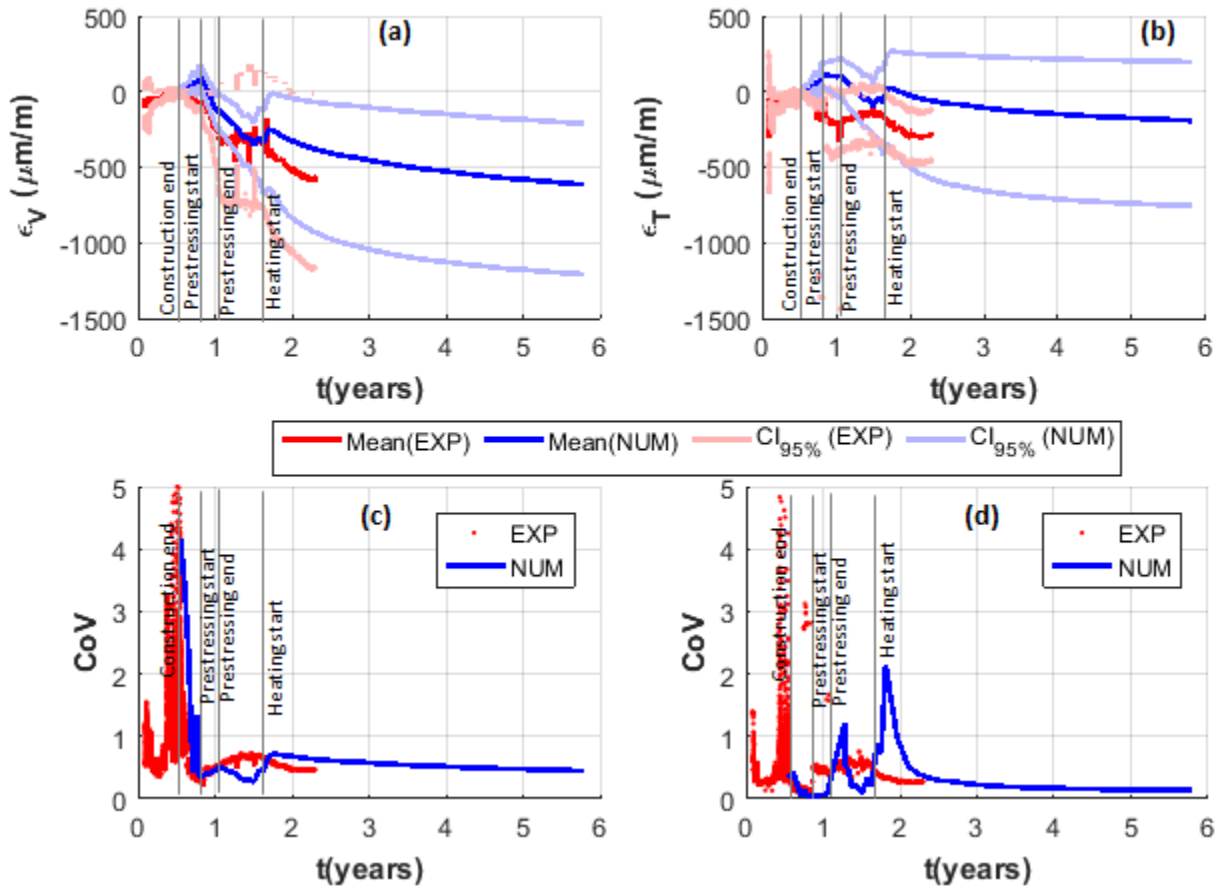 (a)
500
0
-500
-1000
-1500
ϵV (μm/m)
Construction end
Prestressing start
Prestressing end
Heating start
0 1 2 3 4 5 6
t(years)
(b)
500
0
-500
-1000
-1500
ϵT (μm/m)
Construction end
Prestressing start
Prestressing end
Heating start
0 1 2 3 4 5 6
t(years)
Mean(EXP) Mean(NUM) CI95% (EXP) CI95% (NUM)
(c)
5
4
3
2
1
0
CoV
Construction end
Prestressing start
Prestressing end
Heating start
EXP
NUM
0 1 2 3 4 5 6
t(years)
(d)
5
4
3
2
1
0
CoV
Construction end
Prestressing start
Prestressing end
Heating start
EXP
NUM
0 1 2 3 4 5 6
t(years)